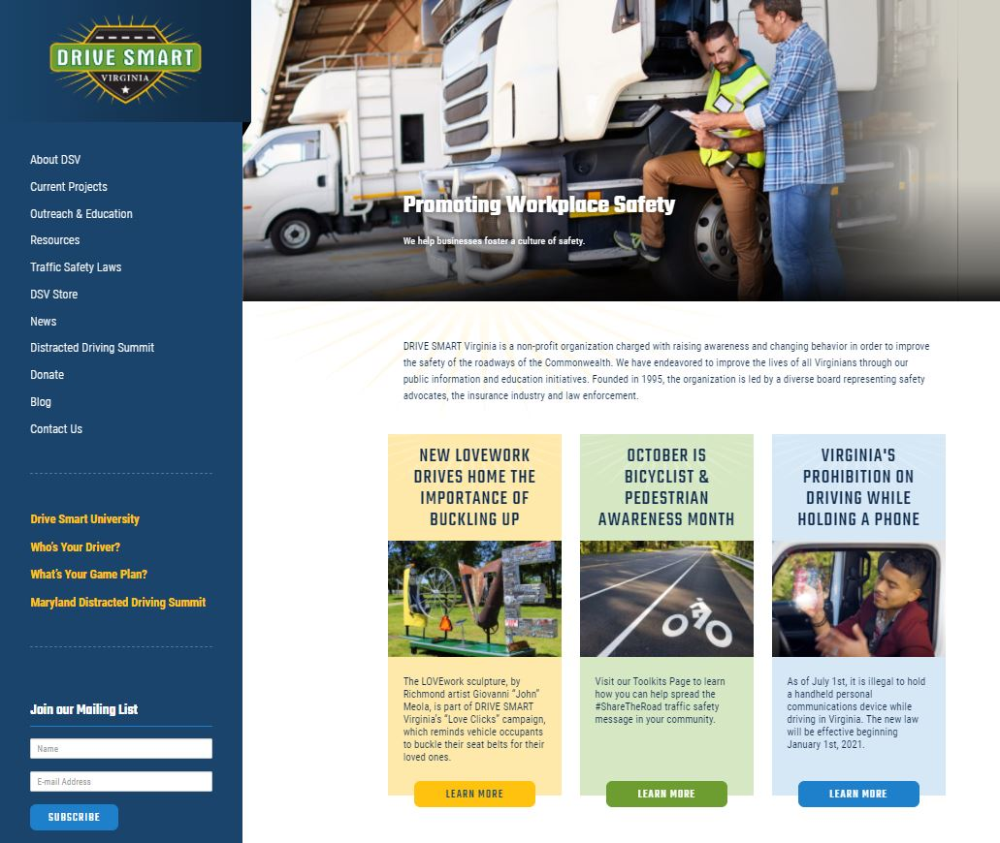 DRIVE SMART
VIRGINIA
About DSV
Current Projects
Outreach & Education
Resources
Traffic Safety Laws
DSV Store
News
Distracted Driving Summit
Donate
Blog
Contact Us
Drive Smart University
Who's Your Driver?
What's Your Game Plan?
Maryland Distracted Driving Summit
Join our Mailing List
Name
E-mail Address
SUBSCRIBE
Promoting Workplace Safety
We help businesses foster a culture of safety.
DRIVE SMART Virginia is a non-profit organization charged with raising awareness and changing behavior in order to improve
the safety of the roadways of the Commonwealth. We have endeavored to improve the lives of all Virginians through our
public information and education initiatives. Founded in 1995, the organization is led by a diverse board representing safety
advocates, the insurance industry and law enforcement.
NEW LOVEWORK
DRIVES HOME THE
IMPORTANCE OF
BUCKLING UP
The LOVEwork sculpture, by
Richmond artist Giovanni “John”
Meola, is part of DRIVE SMART
Virginia's “Love Clicks” campaign,
which reminds vehicle occupants
to buckle their seat belts for their
loved ones.
LEARN MORE
OCTOBER IS
BICYCLIST &
PEDESTRIAN
AWARENESS MONTH
Visit our Toolkits Page to learn
how you can help spread the
#ShareTheRoad traffic safety
message in your community.
LEARN MORE
VIRGINIA'S
PROHIBITION ON
DRIVING WHILE
HOLDING A PHONE
As of July 1st, it is illegal to hold
a handheld personal
communications device while
driving in Virginia. The new law
will be effective beginning
January 1st, 2021.
LEARN MORE